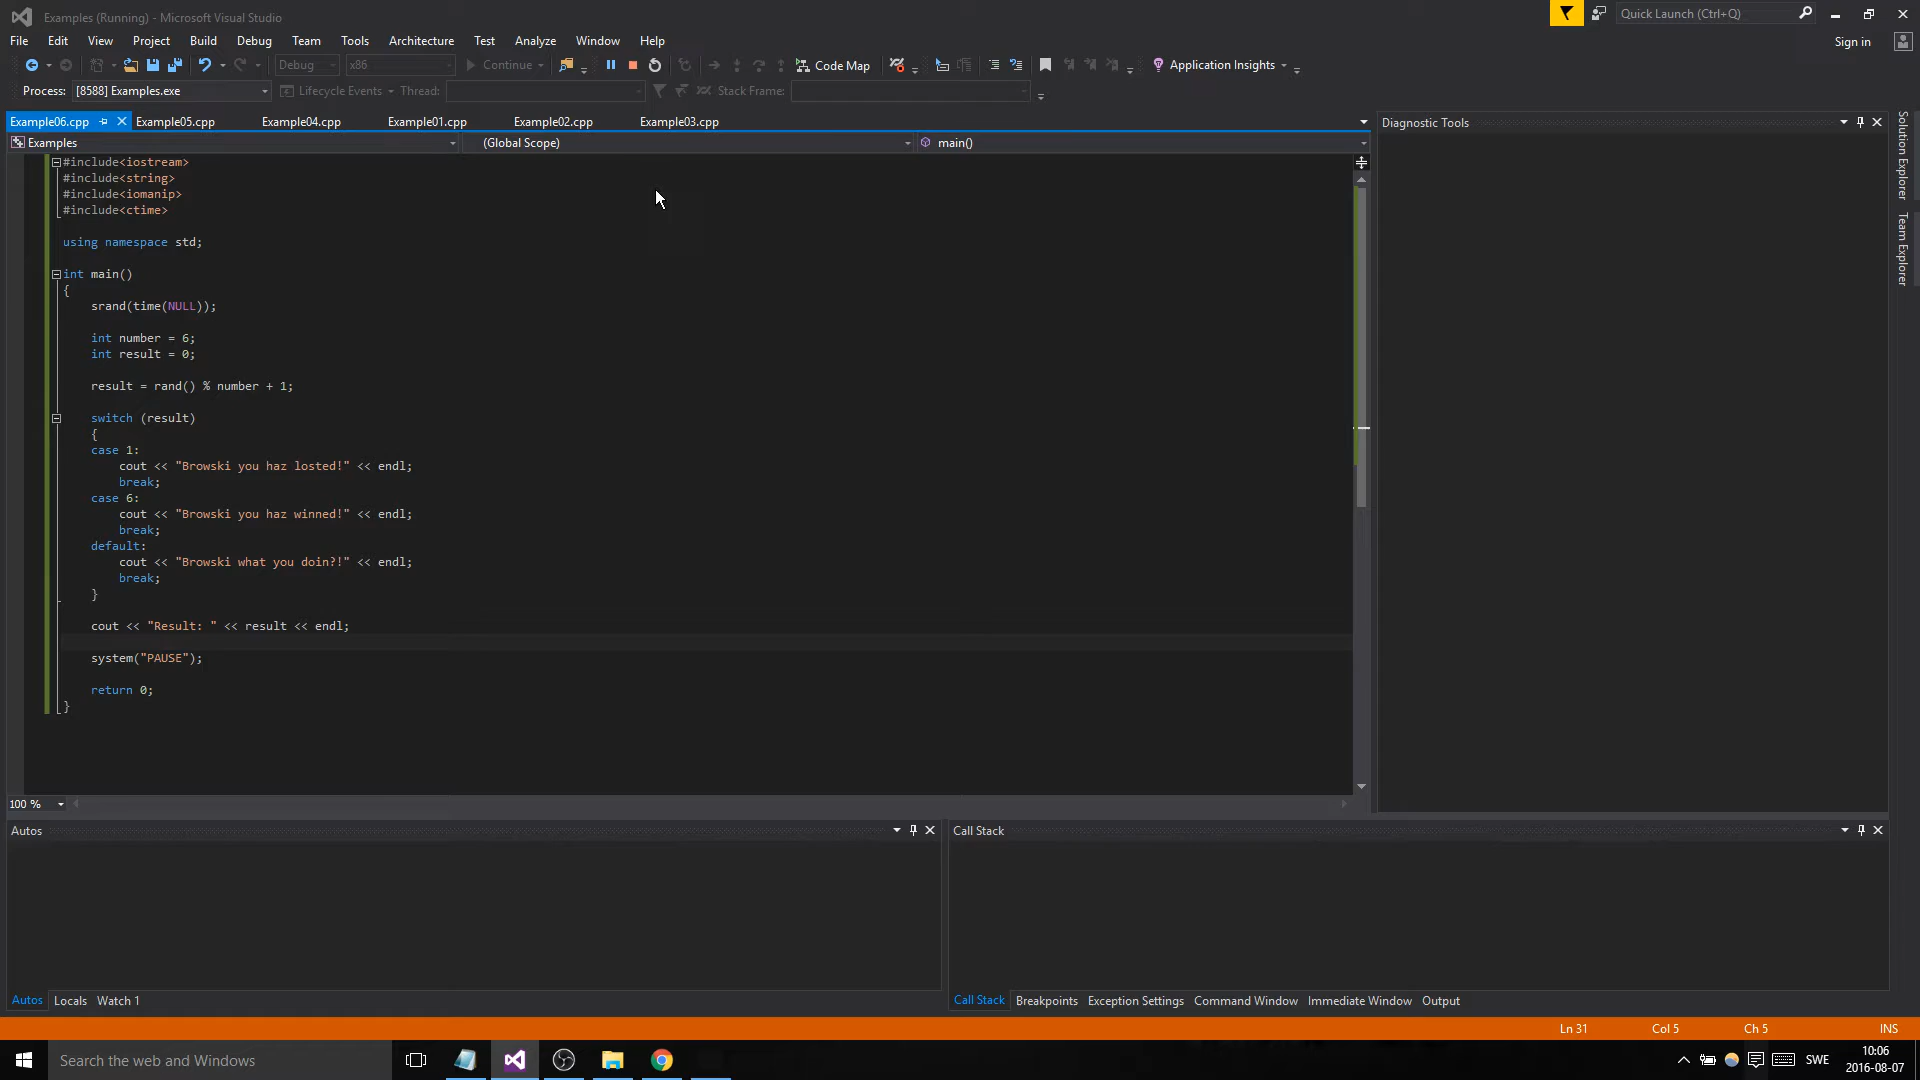 Examples (Running) - Microsoft Visual Studio
Quick Launch (Ctrl+Q)
File Edit View Project Build Debug Team Tools Architecture Test Analyze Window Help
Sign in
Debug x86 Continue Code Map Application Insights
Process: [8588] Examples.exe Lifecycle Events Thread: Stack Frame:
Example06.cpp Example05.cpp Example04.cpp Example01.cpp Example02.cpp Example03.cpp
Diagnostic Tools
Solution Explorer
Team Explorer
Examples (Global Scope) main()
#include<iostream>
#include<string>
#include<iomanip>
#include<ctime>
using namespace std;
int main()
{
srand(time(NULL));
int number = 6;
int result = 0;
result = rand() % number + 1;
switch (result)
{
case 1:
cout << "Browski you haz losted!" << endl;
break;
case 6:
cout << "Browski you haz winned!" << endl;
break;
default:
cout << "Browski what you doin?!" << endl;
break;
}
cout << "Result: " << result << endl;
system("PAUSE");
return 0;
}
100 %
Autos
Call Stack
Autos Locals Watch 1
Call Stack Breakpoints Exception Settings Command Window Immediate Window Output
Ln 31 Col 5 Ch 5 INS
Search the web and Windows
SWE
10:06
2016-08-07